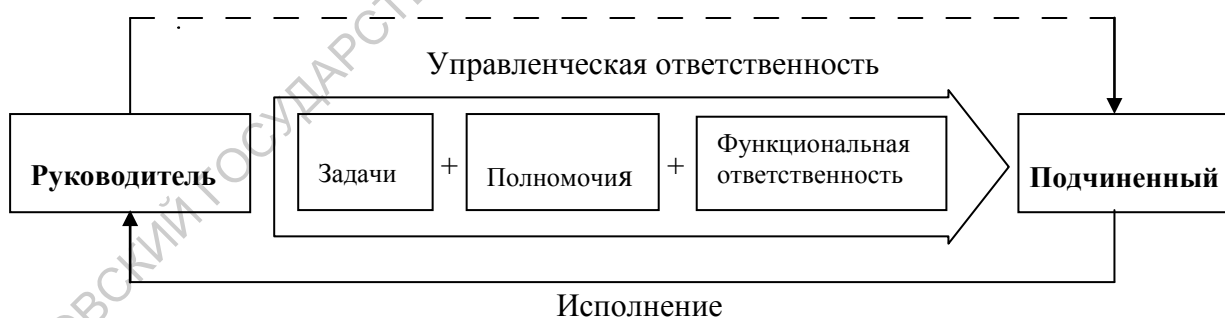 Управленческая ответственность
Руководитель
Задачи
+
Полномочия
+
Функциональная
ответственность
Подчиненный
Исполнение